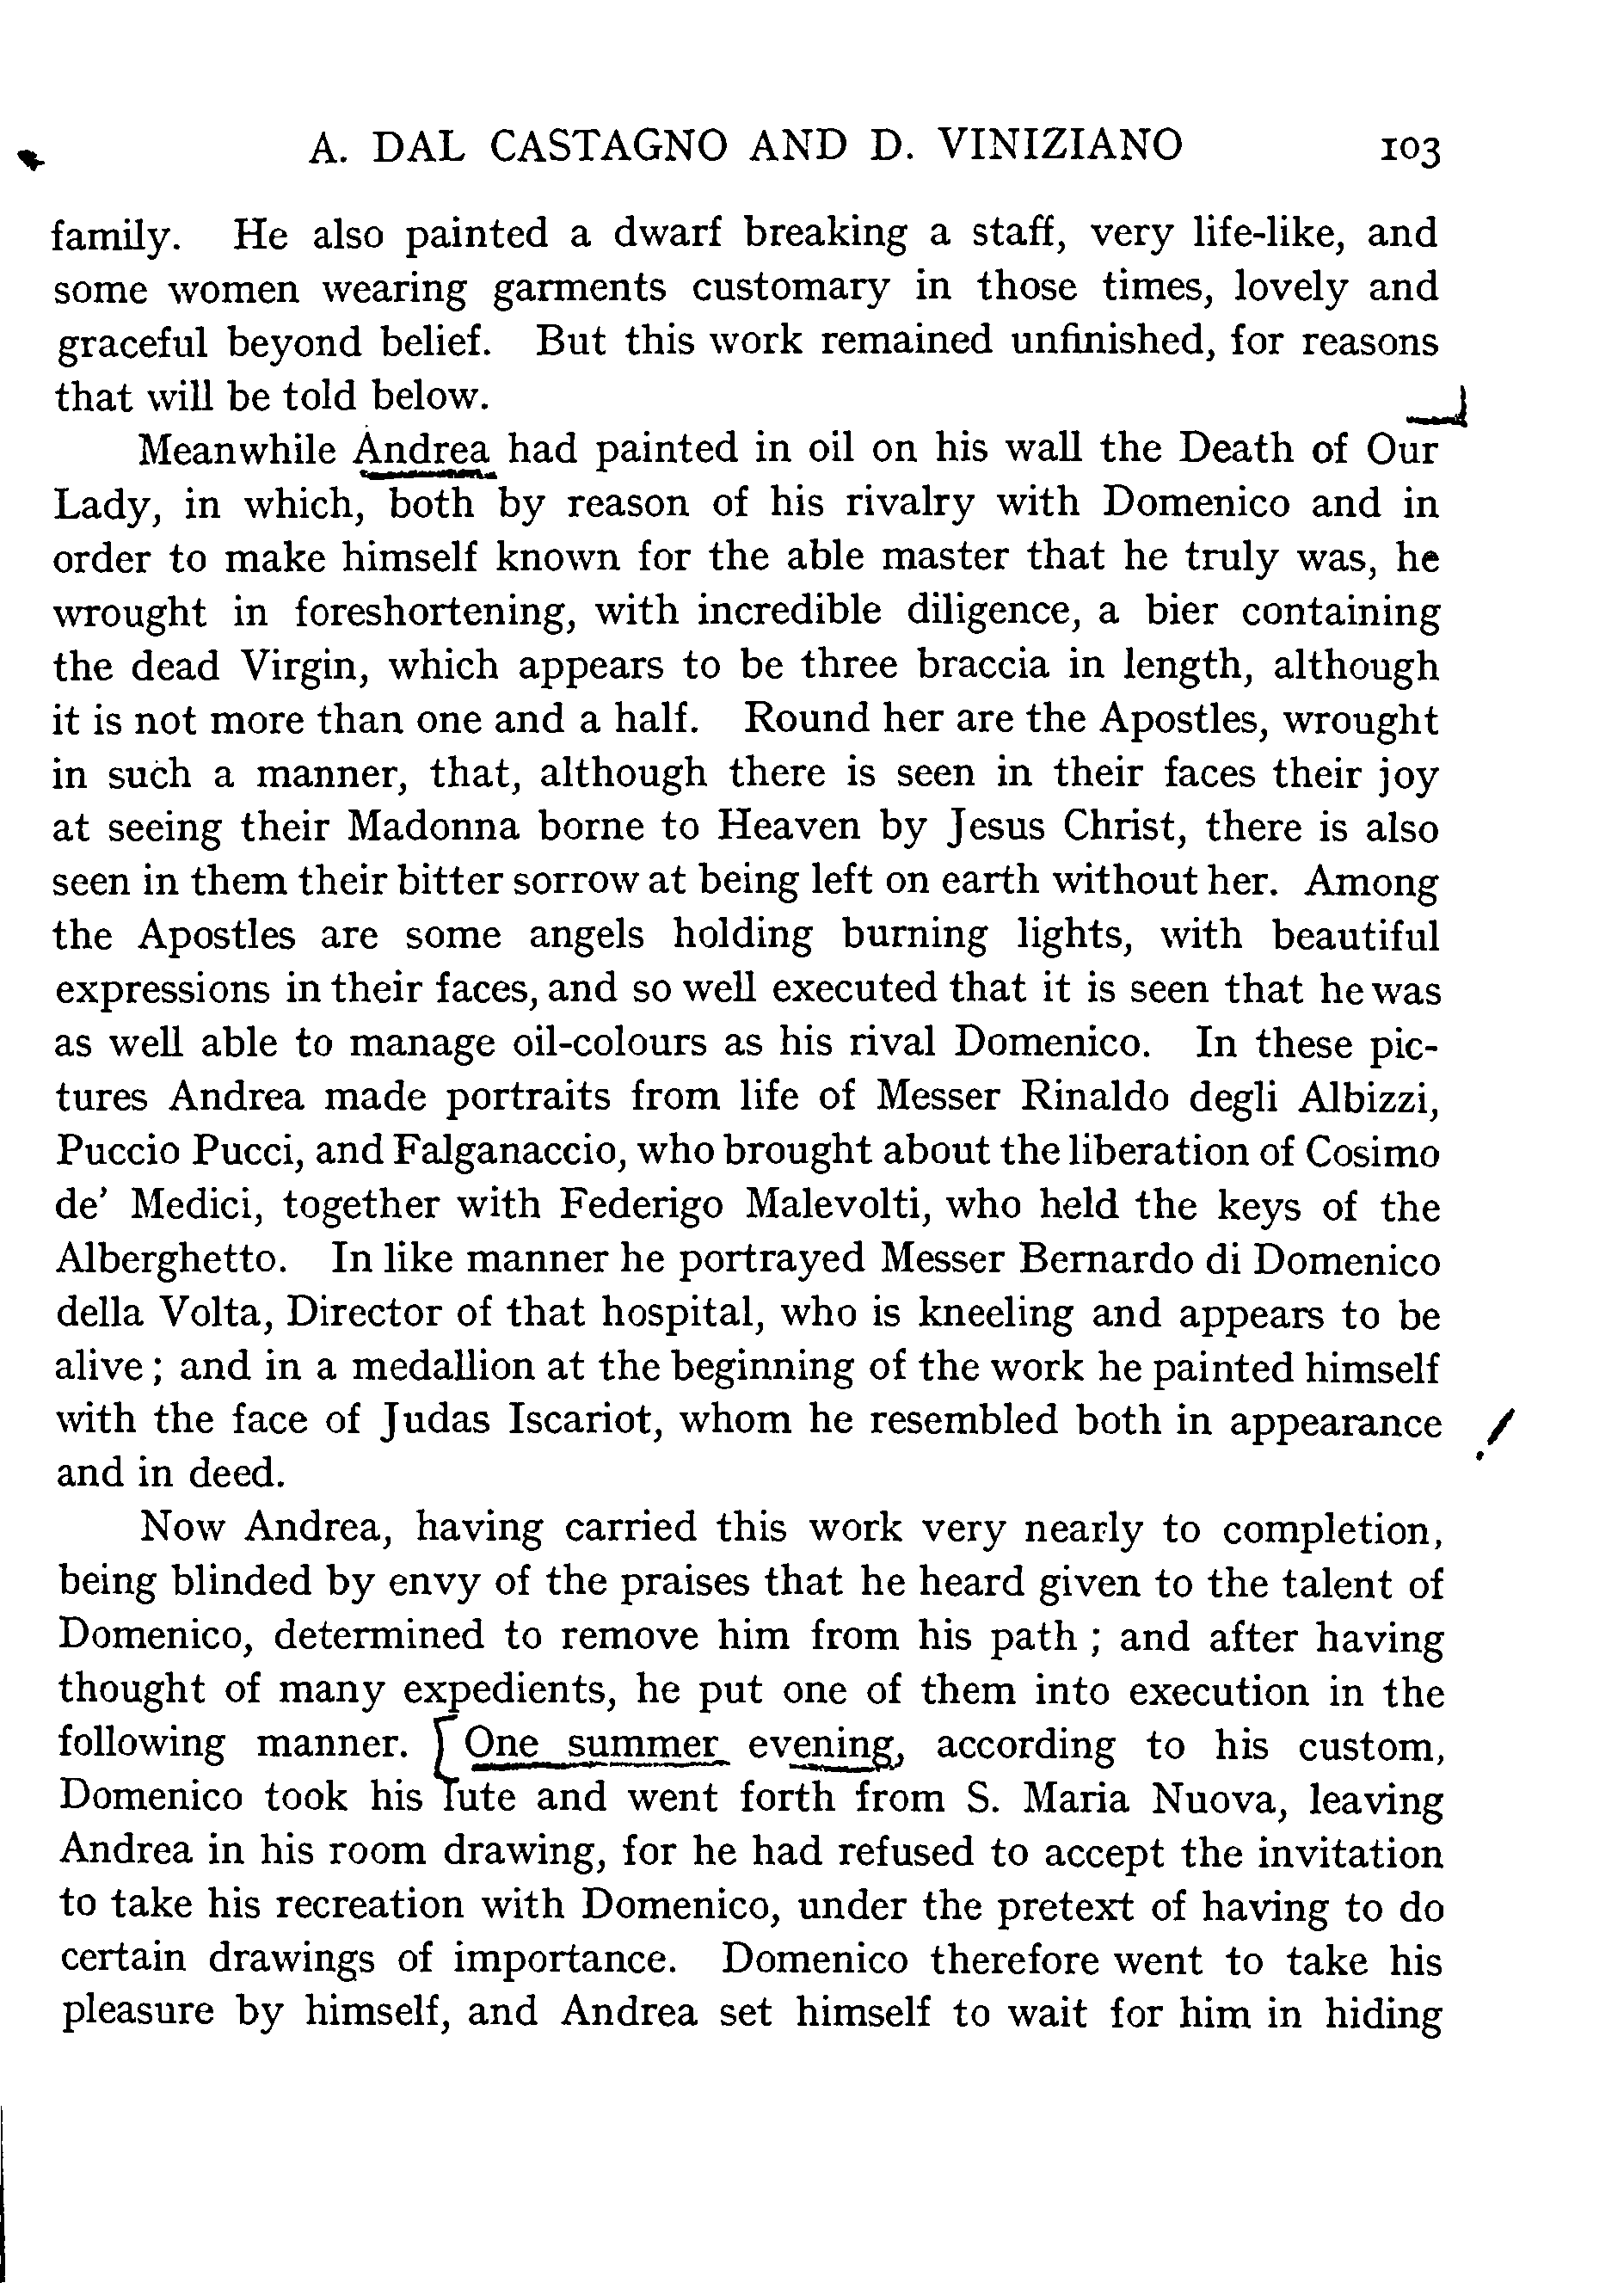 A. DAL CASTAGNO AND D. VINIZIANO 103
family. He also painted a dwarf breaking a staff, very life-like, and
some women wearing garments customary in those times, lovely and
graceful beyond belief. But this work remained unfinished, for reasons
that will be told below.
Meanwhile Andrea had painted in oil on his wall the Death of Our
Lady, in which, both by reason of his rivalry with Domenico and in
order to make himself known for the able master that he truly was, he
wrought in foreshortening, with incredible diligence, a bier containing
the dead Virgin, which appears to be three braccia in length, although
it is not more than one and a half. Round her are the Apostles, wrought
in such a manner, that, although there is seen in their faces their joy
at seeing their Madonna borne to Heaven by Jesus Christ, there is also
seen in them their bitter sorrow at being left on earth without her. Among
the Apostles are some angels holding burning lights, with beautiful
expressions in their faces, and so well executed that it is seen that he was
as well able to manage oil-colours as his rival Domenico. In these pic-
tures Andrea made portraits from life of Messer Rinaldo degli Albizzi,
Puccio Pucci, and Falganaccio, who brought about the liberation of Cosimo
de' Medici, together with Federigo Malevolti, who held the keys of the
Alberghetto. In like manner he portrayed Messer Bernardo di Domenico
della Volta, Director of that hospital, who is kneeling and appears to be
alive; and in a medallion at the beginning of the work he painted himself
with the face of Judas Iscariot, whom he resembled both in appearance !
and in deed.
Now Andrea, having carried this work very nearly to completion,
being blinded by envy of the praises that he heard given to the talent of
Domenico, determined to remove him from his path; and after having
thought of many expedients, he put one of them into execution in the
following manner. [One summer evening, according to his custom,
Domenico took his lute and went forth from S. Maria Nuova, leaving
Andrea in his room drawing, for he had refused to accept the invitation
to take his recreation with Domenico, under the pretext of having to do
certain drawings of importance. Domenico therefore went to take his
pleasure by himself, and Andrea set himself to wait for him in hiding